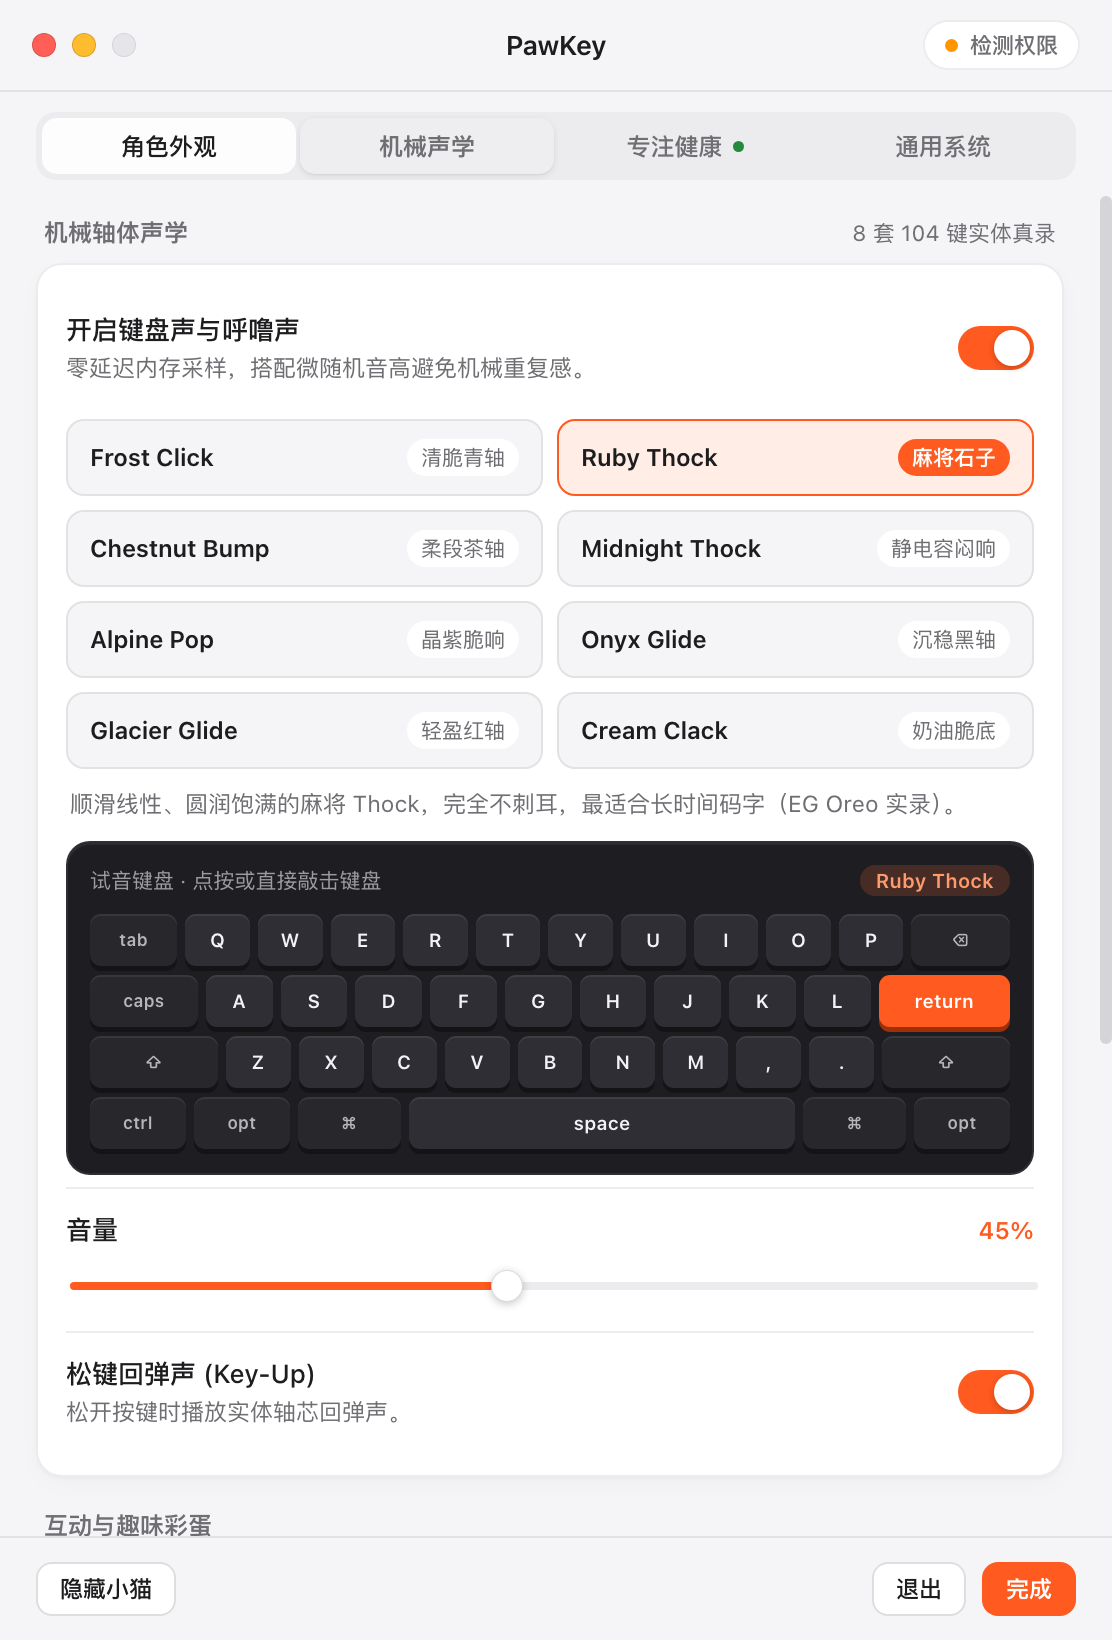 PawKey
检测权限
角色外观 机械声学 专注健康 通用系统
机械轴体声学 8 套 104 键实体真录
开启键盘声与呼噜声
零延迟内存采样，搭配微随机音高避免机械重复感。
Frost Click 清脆青轴 Ruby Thock 麻将石子
Chestnut Bump 柔段茶轴 Midnight Thock 静电容闷响
Alpine Pop 晶紫脆响 Onyx Glide 沉稳黑轴
Glacier Glide 轻盈红轴 Cream Clack 奶油脆底
顺滑线性、圆润饱满的麻将 Thock，完全不刺耳，最适合长时间码字（EG Oreo 实录）。
试音键盘 · 点按或直接敲击键盘 Ruby Thock
tab Q W E R T Y U I O P ⌫
caps A S D F G H J K L return
⇧ Z X C V B N M , . ⇧
ctrl opt ⌘ space ⌘ opt
音量 45%
松键回弹声 (Key-Up)
松开按键时播放实体轴芯回弹声。
互动与趣味彩蛋
隐藏小猫 退出 完成